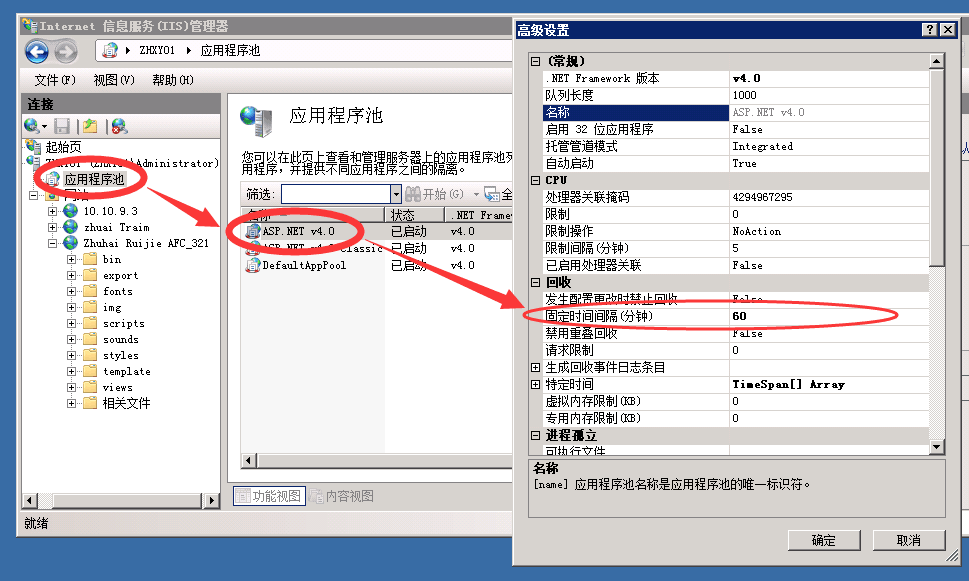 Internet 信息服务(IIS)管理器
ZHXY01
应用程序池
文件(F) 视图(V) 帮助(H)
连接
起始页
应用程序池
10.10.9.3
zhuai Traim
Zhuhai Ruijie AFC_321
bin
export
fonts
img
scripts
sounds
styles
template
views
相关文件
就绪
应用程序池
您可以在此页上查看和管理服务器上的应用程序池列
用程序，并提供不同应用程序之间的隔离。
筛选: 开始(G) 全
名称 状态 .NET Frame
ASP.NET v4.0 已启动 v4.0
ASP.NET v4.0 Classic 已启动 v4.0
DefaultAppPool 已启动 v4.0
功能视图 内容视图
高级设置
(常规)
.NET Framework 版本 v4.0
队列长度 1000
名称 ASP.NET v4.0
启用 32 位应用程序 False
托管管道模式 Integrated
自动启动 True
CPU
处理器关联掩码 4294967295
限制 0
限制操作 NoAction
限制间隔(分钟) 5
已启用处理器关联 False
回收
发生配置更改时禁止回收 False
固定时间间隔(分钟) 60
禁用重叠回收 False
请求限制 0
生成回收事件日志条目
特定时间 TimeSpan[] Array
虚拟内存限制(KB) 0
专用内存限制(KB) 0
进程孤立
可执行文件
名称
[name] 应用程序池名称是应用程序池的唯一标识符。
确定 取消